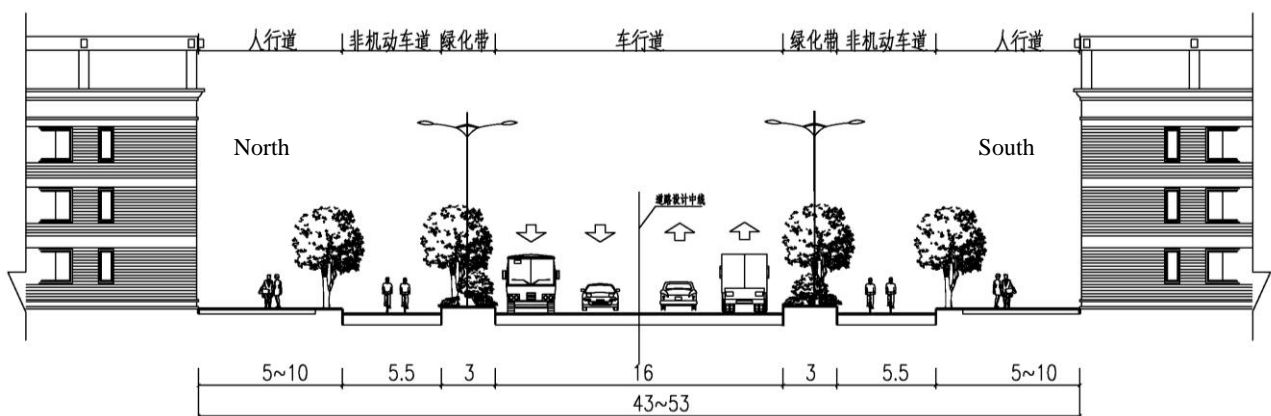 人行道 非机动车道 绿化带 车行道 绿化带 非机动车道 人行道
North South
道路设计中线
5~10 5.5 3 16 3 5.5 5~10
43~53